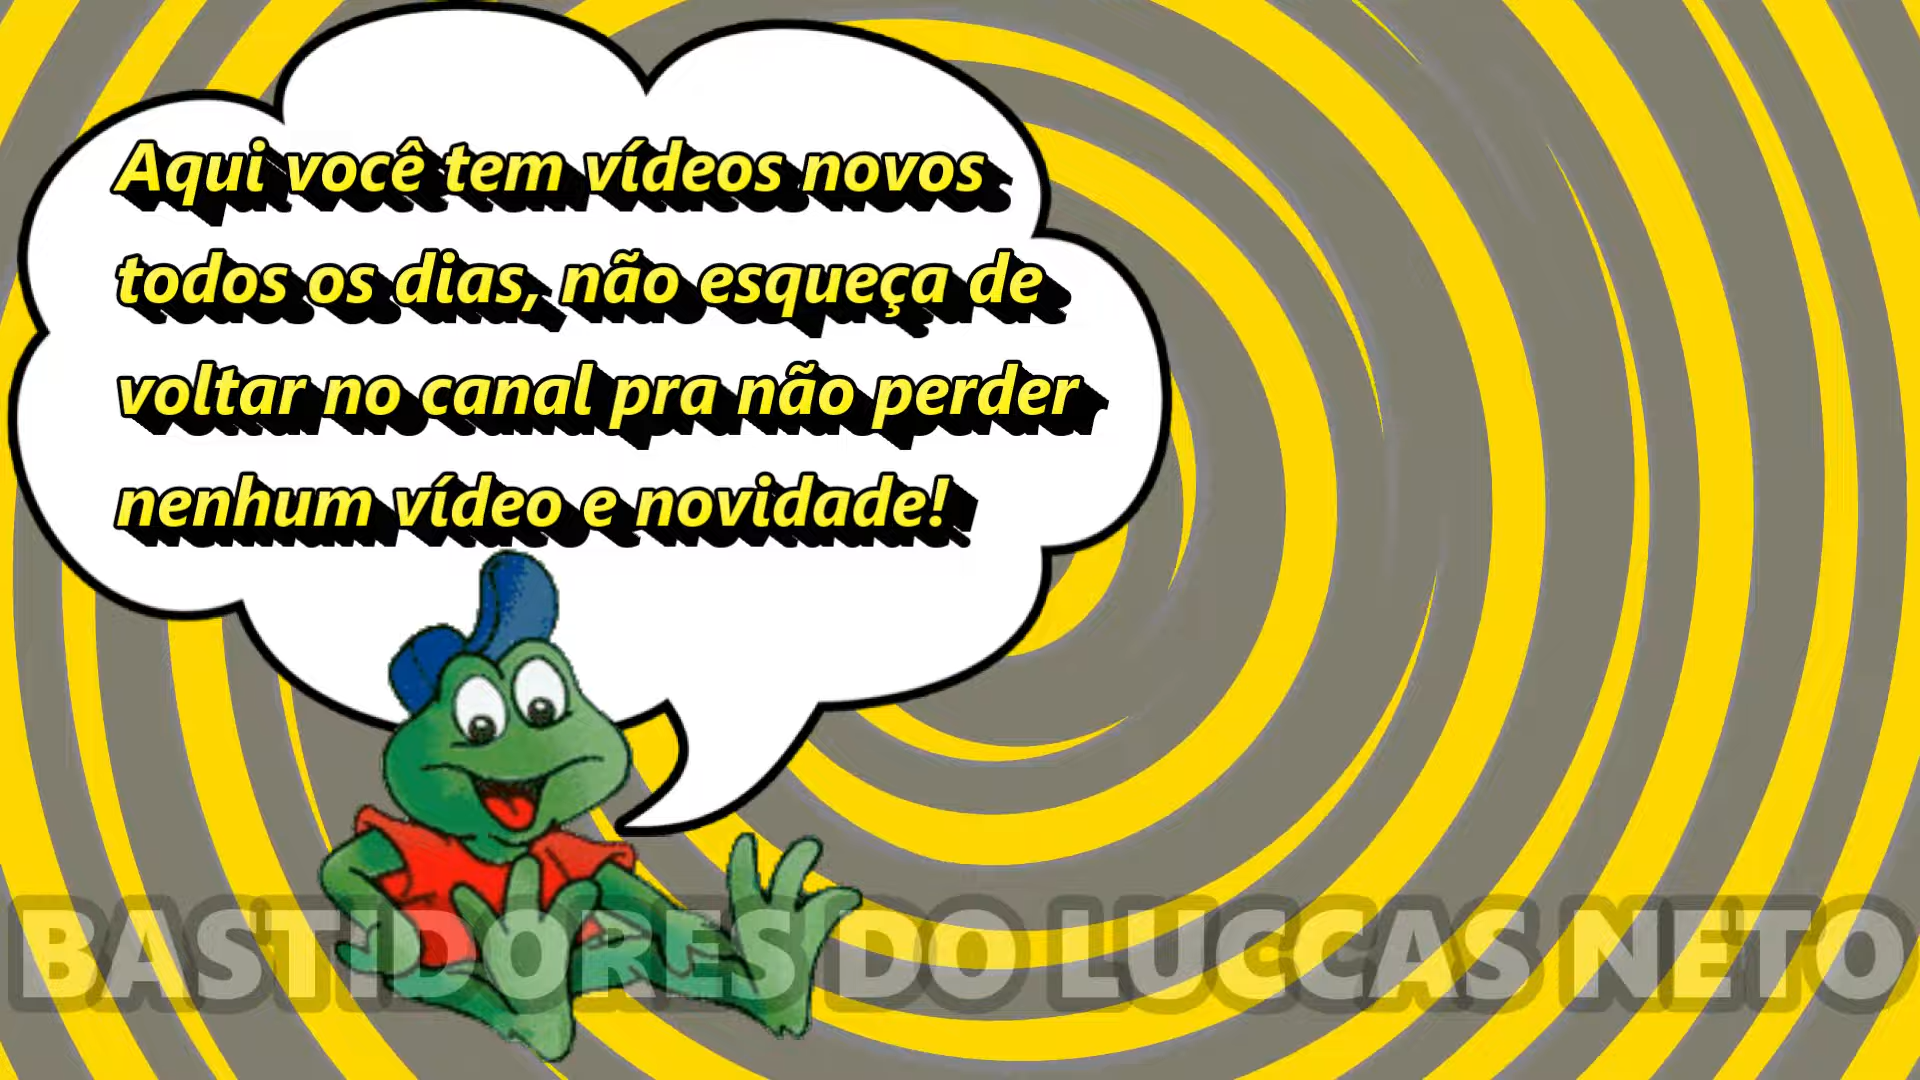 Aqui você tem vídeos novos
todos os dias, não esqueça de
voltar no canal pra não perder
nenhum vídeo e novidade!
BASTIDORES DO LUCCAS NETO